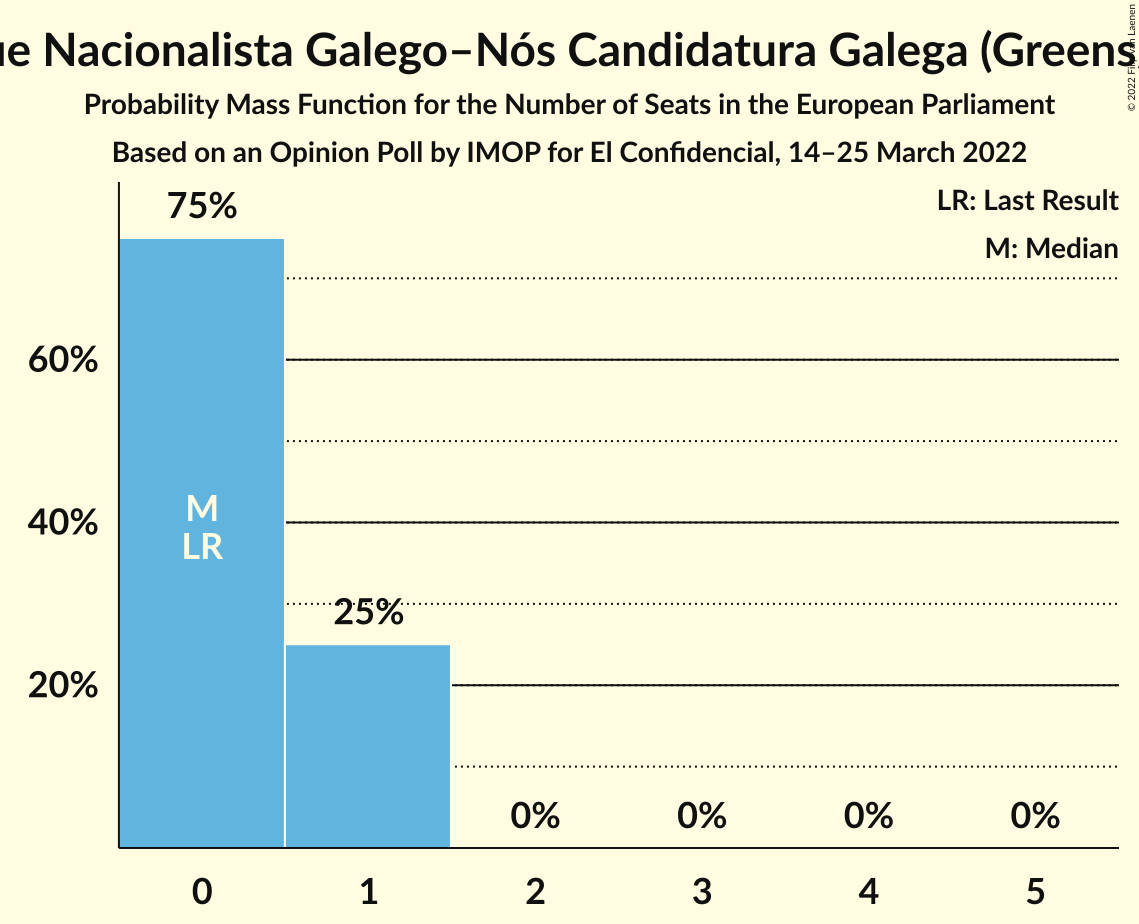 ue Nacionalista Galego–Nós Candidatura Galega (Greens
© 2022 Filip van Laenen
Probability Mass Function for the Number of Seats in the European Parliament
Based on an Opinion Poll by IMOP for El Confidencial, 14–25 March 2022
LR: Last Result
M: Median
75%
60%
40%
20%
M
LR
25%
0% 0% 0% 0%
0 1 2 3 4 5